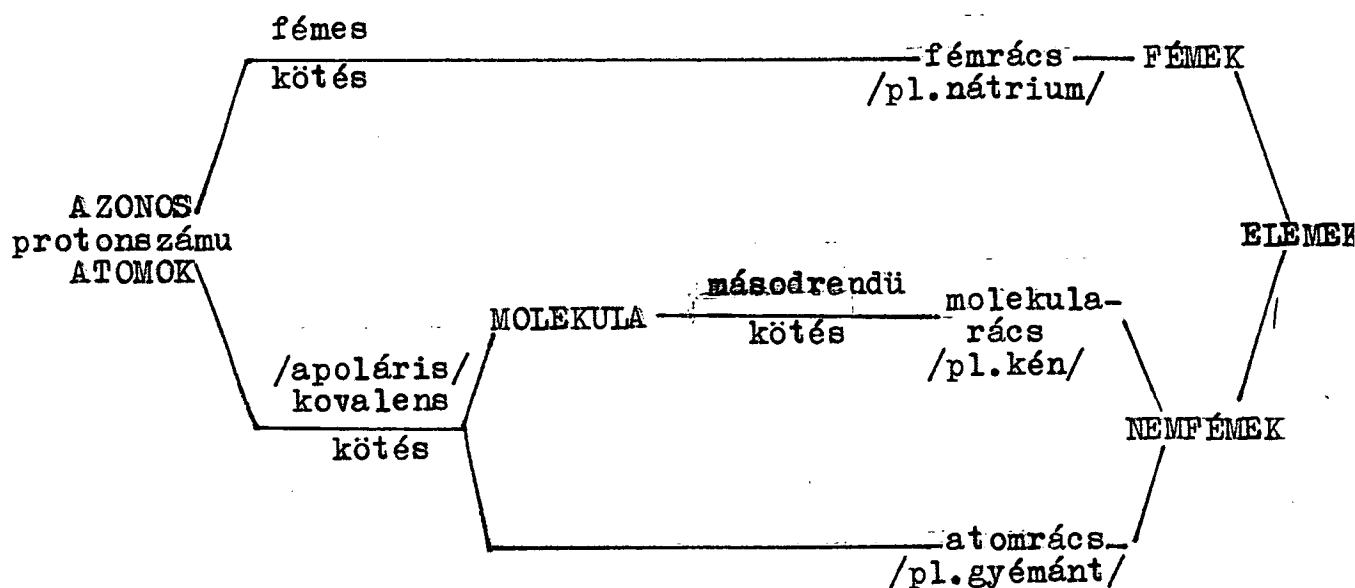 fémes
kötés
fémrács
/pl.nátrium/
FÉMEK
AZONOS
protonszámu
ATOMOK
ELEMEK
MOLEKULA
másodrendü
kötés
molekula-
rács
/pl.kén/
/apoláris/
kovalens
kötés
NEMFÉMEK
atomrács
/pl.gyémánt/